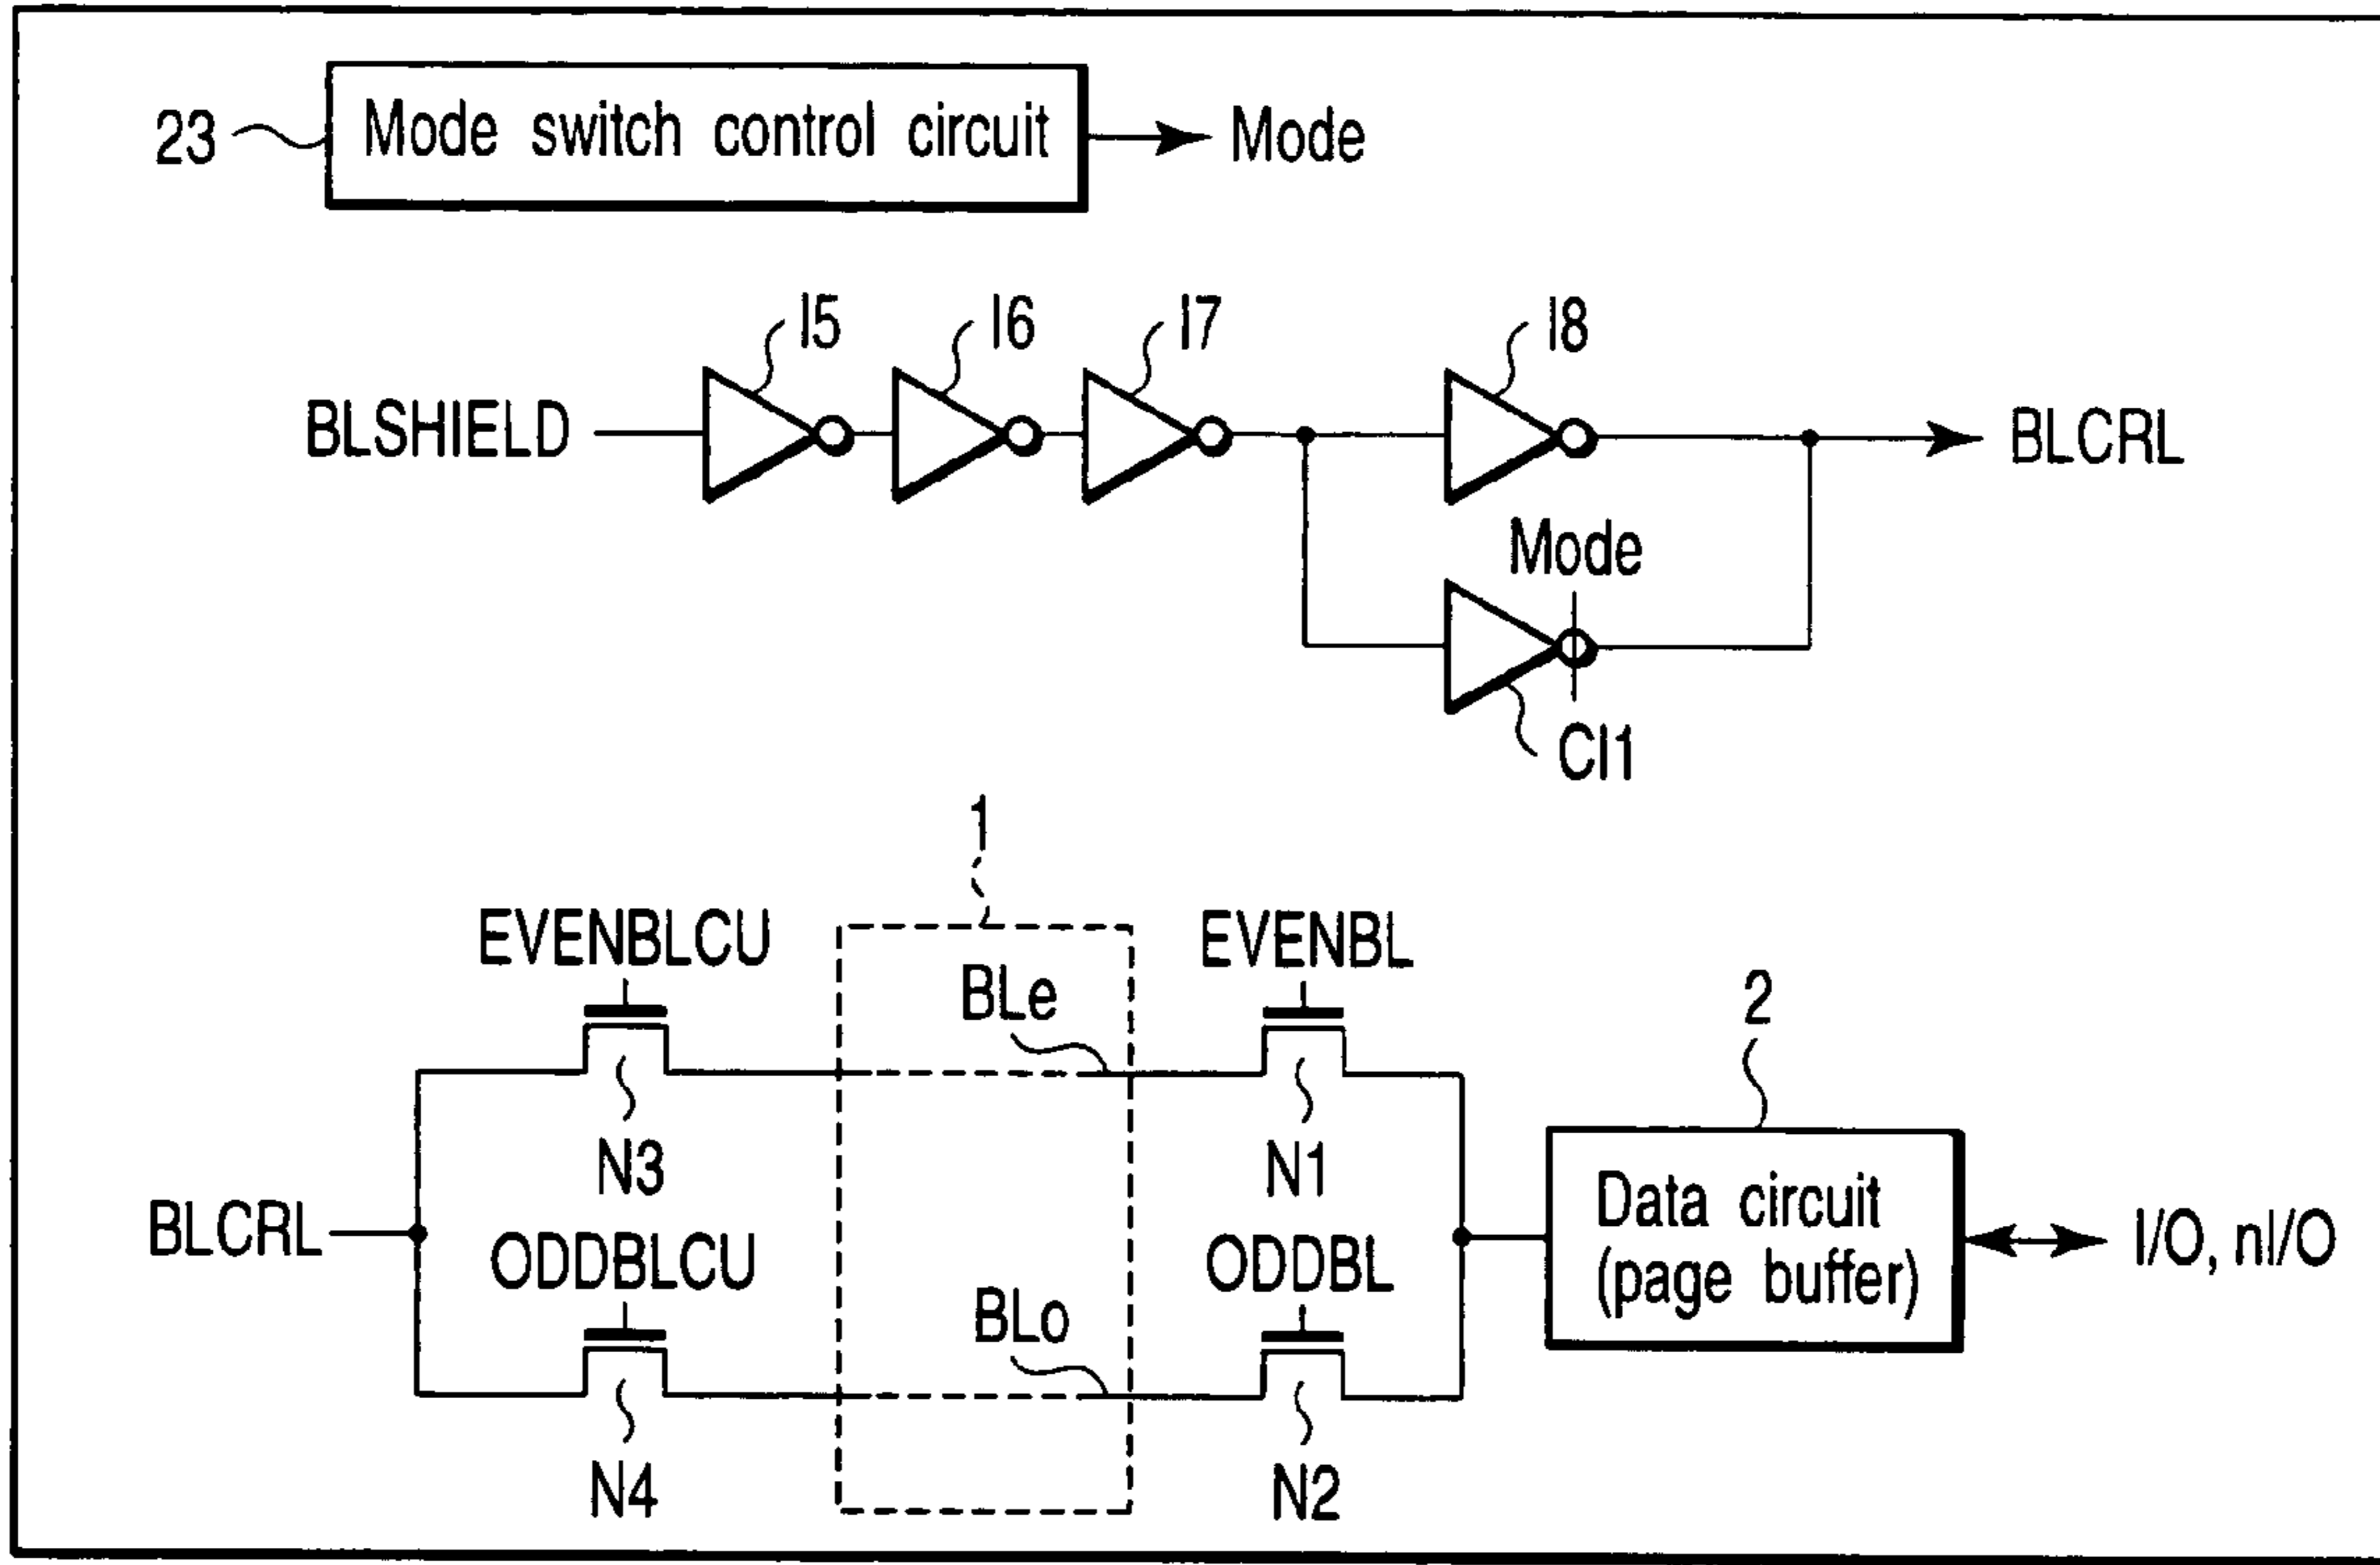 23
Mode switch control circuit
Mode
I5
I6
I7
I8
BLSHIELD
BLCRL
Mode
CI1
1
EVENBLCU
EVENBL
BLe
2
N3
N1
Data circuit
(page buffer)
BLCRL
ODDBLCU
ODDBL
I/O, nI/O
BLo
N4
N2